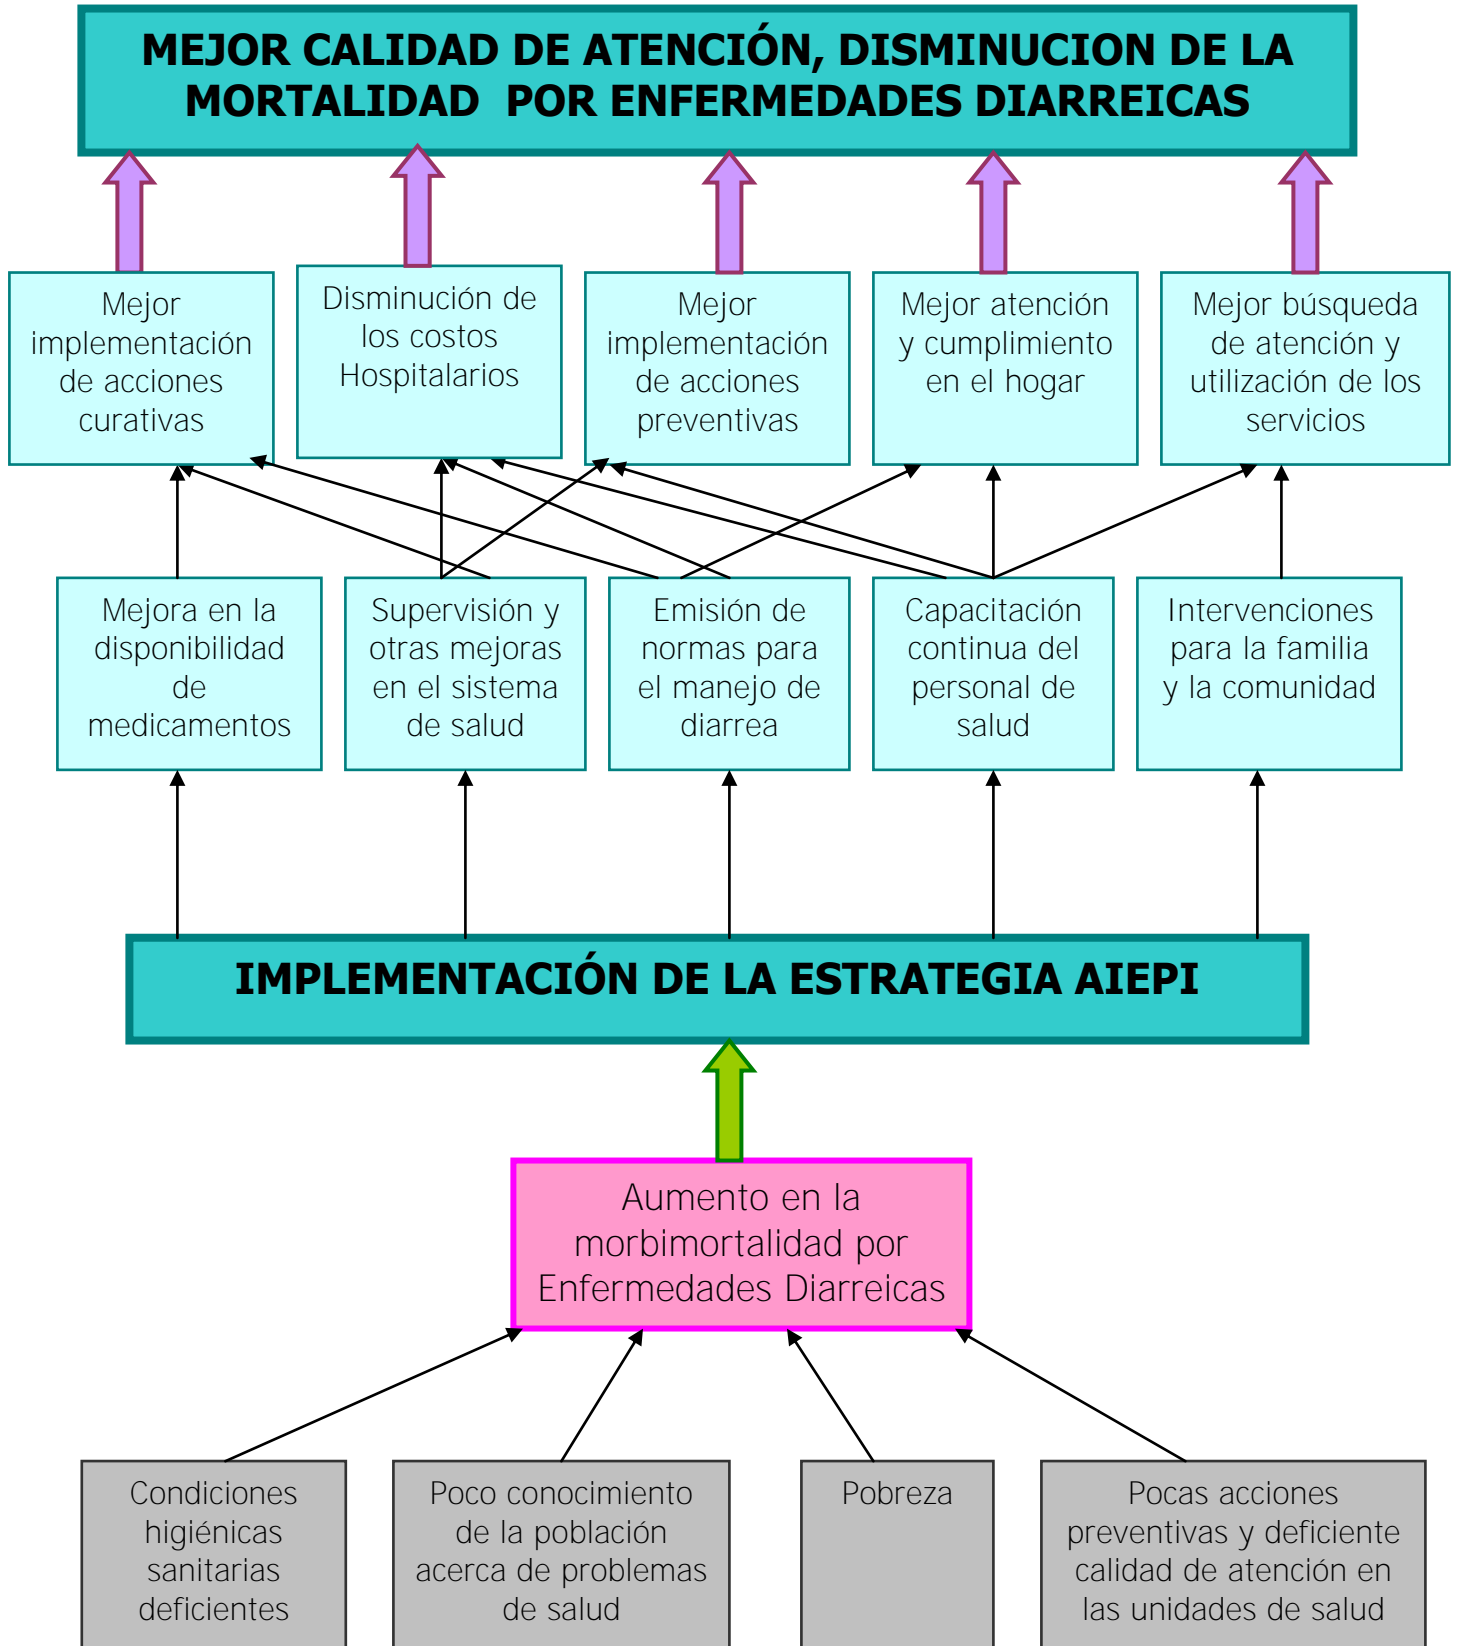 MEJOR CALIDAD DE ATENCIÓN, DISMINUCION DE LA
MORTALIDAD POR ENFERMEDADES DIARREICAS
Mejor
implementación
de acciones
curativas
Disminución de
los costos
Hospitalarios
Mejor
implementación
de acciones
preventivas
Mejor atención
y cumplimiento
en el hogar
Mejor búsqueda
de atención y
utilización de los
servicios
Mejora en la
disponibilidad
de
medicamentos
Supervisión y
otras mejoras
en el sistema
de salud
Emisión de
normas para
el manejo de
diarrea
Capacitación
continua del
personal de
salud
Intervenciones
para la familia
y la comunidad
IMPLEMENTACIÓN DE LA ESTRATEGIA AIEPI
Aumento en la
morbimortalidad por
Enfermedades Diarreicas
Condiciones
higiénicas
sanitarias
deficientes
Poco conocimiento
de la población
acerca de problemas
de salud
Pobreza
Pocas acciones
preventivas y deficiente
calidad de atención en
las unidades de salud